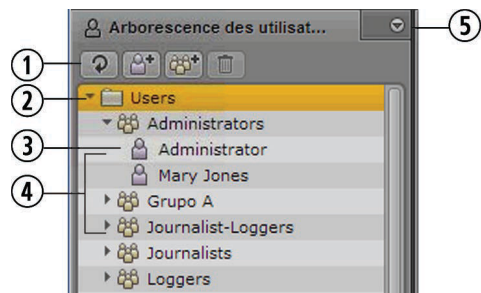 Arborescence des utilisat...
5
1
2
Users
Administrators
3
Administrator
4
Mary Jones
Grupo A
Journalist-Loggers
Journalists
Loggers